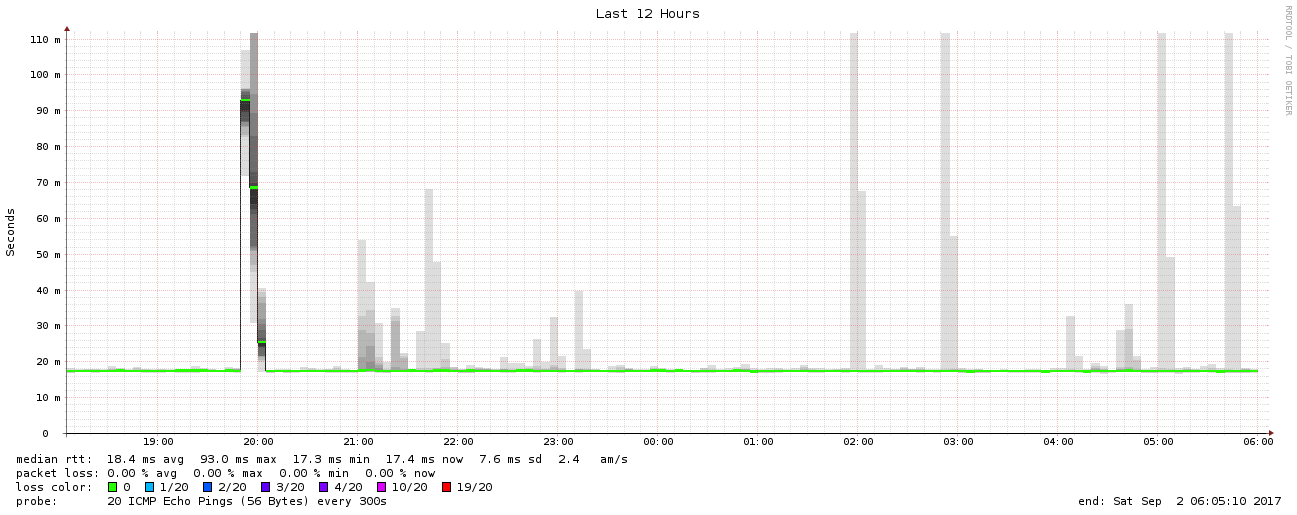 Last 12 Hours
RRDTOOL / TOBI OETIKER
Seconds
110 m
100 m
90 m
80 m
70 m
60 m
50 m
40 m
30 m
20 m
10 m
0
19:00 20:00 21:00 22:00 23:00 00:00 01:00 02:00 03:00 04:00 05:00 06:00
median rtt: 18.4 ms avg 93.0 ms max 17.3 ms min 17.4 ms now 7.6 ms sd 2.4 am/s
packet loss: 0.00 % avg 0.00 % max 0.00 % min 0.00 % now
loss color: 0 1/20 2/20 3/20 4/20 10/20 19/20
probe: 20 ICMP Echo Pings (56 Bytes) every 300s end: Sat Sep 2 06:05:10 2017